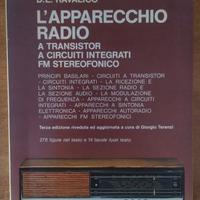 D.E. RAVALICO
L'APPARECCHIO
RADIO
A TRANSISTOR
A CIRCUITI INTEGRATI
FM STEREOFONICO
PRINCIPI BASILARI - CIRCUITI A TRANSISTOR
- CIRCUITI INTEGRATI - LA RICEZIONE E
LA SINTONIA - LA SEZIONE RADIO E
LA SEZIONE AUDIO - LA MODULAZIONE
DI FREQUENZA - APPARECCHI A CIRCUITI
INTEGRATI - APPARECCHI A SINTONIA
ELETTRONICA - APPARECCHI AUTORADIO
- APPARECCHI FM STEREOFONICI
Terza edizione riveduta ed aggiornata a cura di Giorgio Terenzi
278 figure nel testo e 14 tavole fuori testo